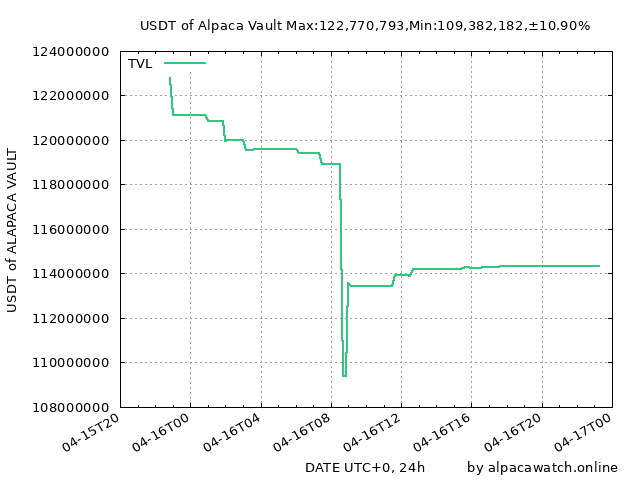 USDT of Alpaca Vault Max:122,770,793,Min:109,382,182,±10.90%
TVL
124000000
122000000
120000000
118000000
116000000
114000000
112000000
110000000
108000000
USDT of ALAPACA VAULT
04-15T20
04-16T00
04-16T04
04-16T08
04-16T12
04-16T16
04-16T20
04-17T00
DATE UTC+0, 24h
by alpacawatch.online